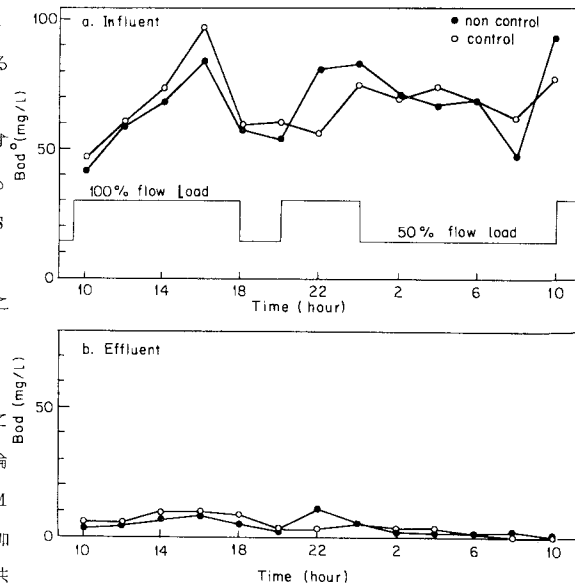 a. Influent
● non control
○ control
100
50
0
Bod (mg/L)
100% flow Load
50% flow load
10 14 18 22 2 6 10
Time (hour)
b. Effluent
50
0
Bod (mg/L)
10 14 18 22 2 6 10
Time (hour)